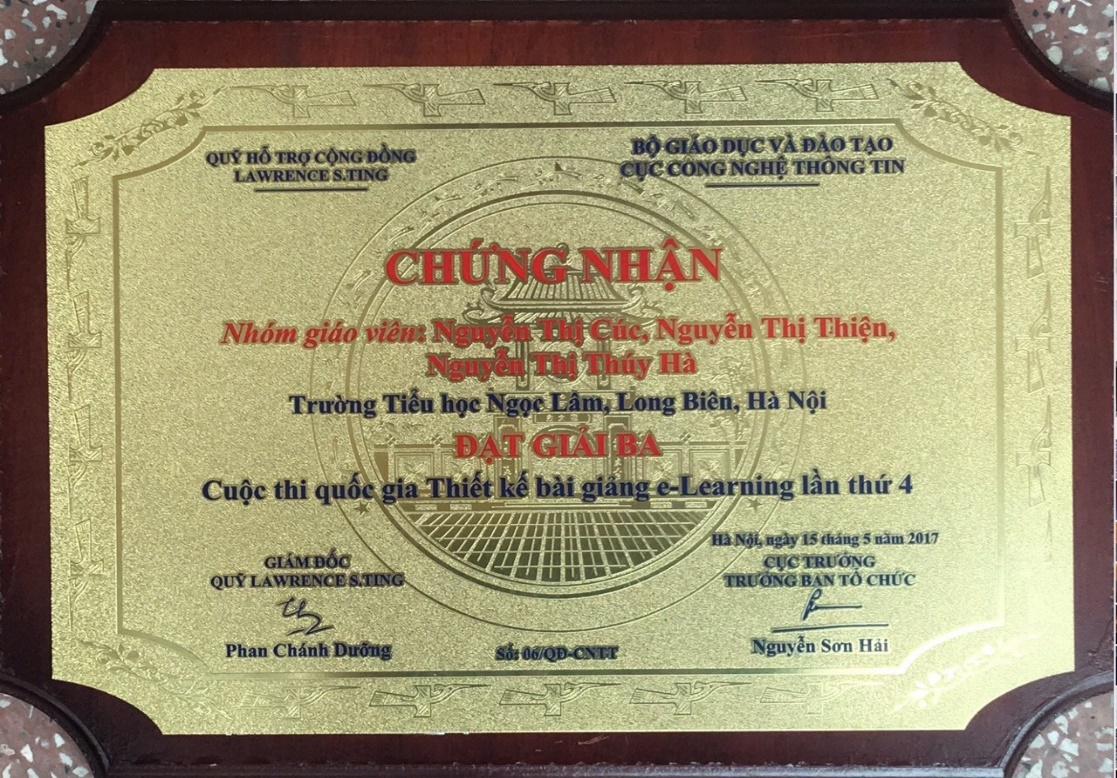 QUỸ HỖ TRỢ CỘNG ĐỒNG
LAWRENCE S.TING
BỘ GIÁO DỤC VÀ ĐÀO TẠO
CỤC CÔNG NGHỆ THÔNG TIN
CHỨNG NHẬN
Nhóm giáo viên: Nguyễn Thị Cúc, Nguyễn Thị Thiện,
Nguyễn Thị Thúy Hà
Trường Tiểu học Ngọc Lâm, Long Biên, Hà Nội
ĐẠT GIẢI BA
Cuộc thi quốc gia Thiết kế bài giảng e-Learning lần thứ 4
Hà Nội, ngày 15 tháng 5 năm 2017
GIÁM ĐỐC
QUỸ LAWRENCE S.TING
CỤC TRƯỞNG
TRƯỞNG BAN TỔ CHỨC
Phan Chánh Dưỡng
Số: 06/QĐ-CNTT
Nguyễn Sơn Hải